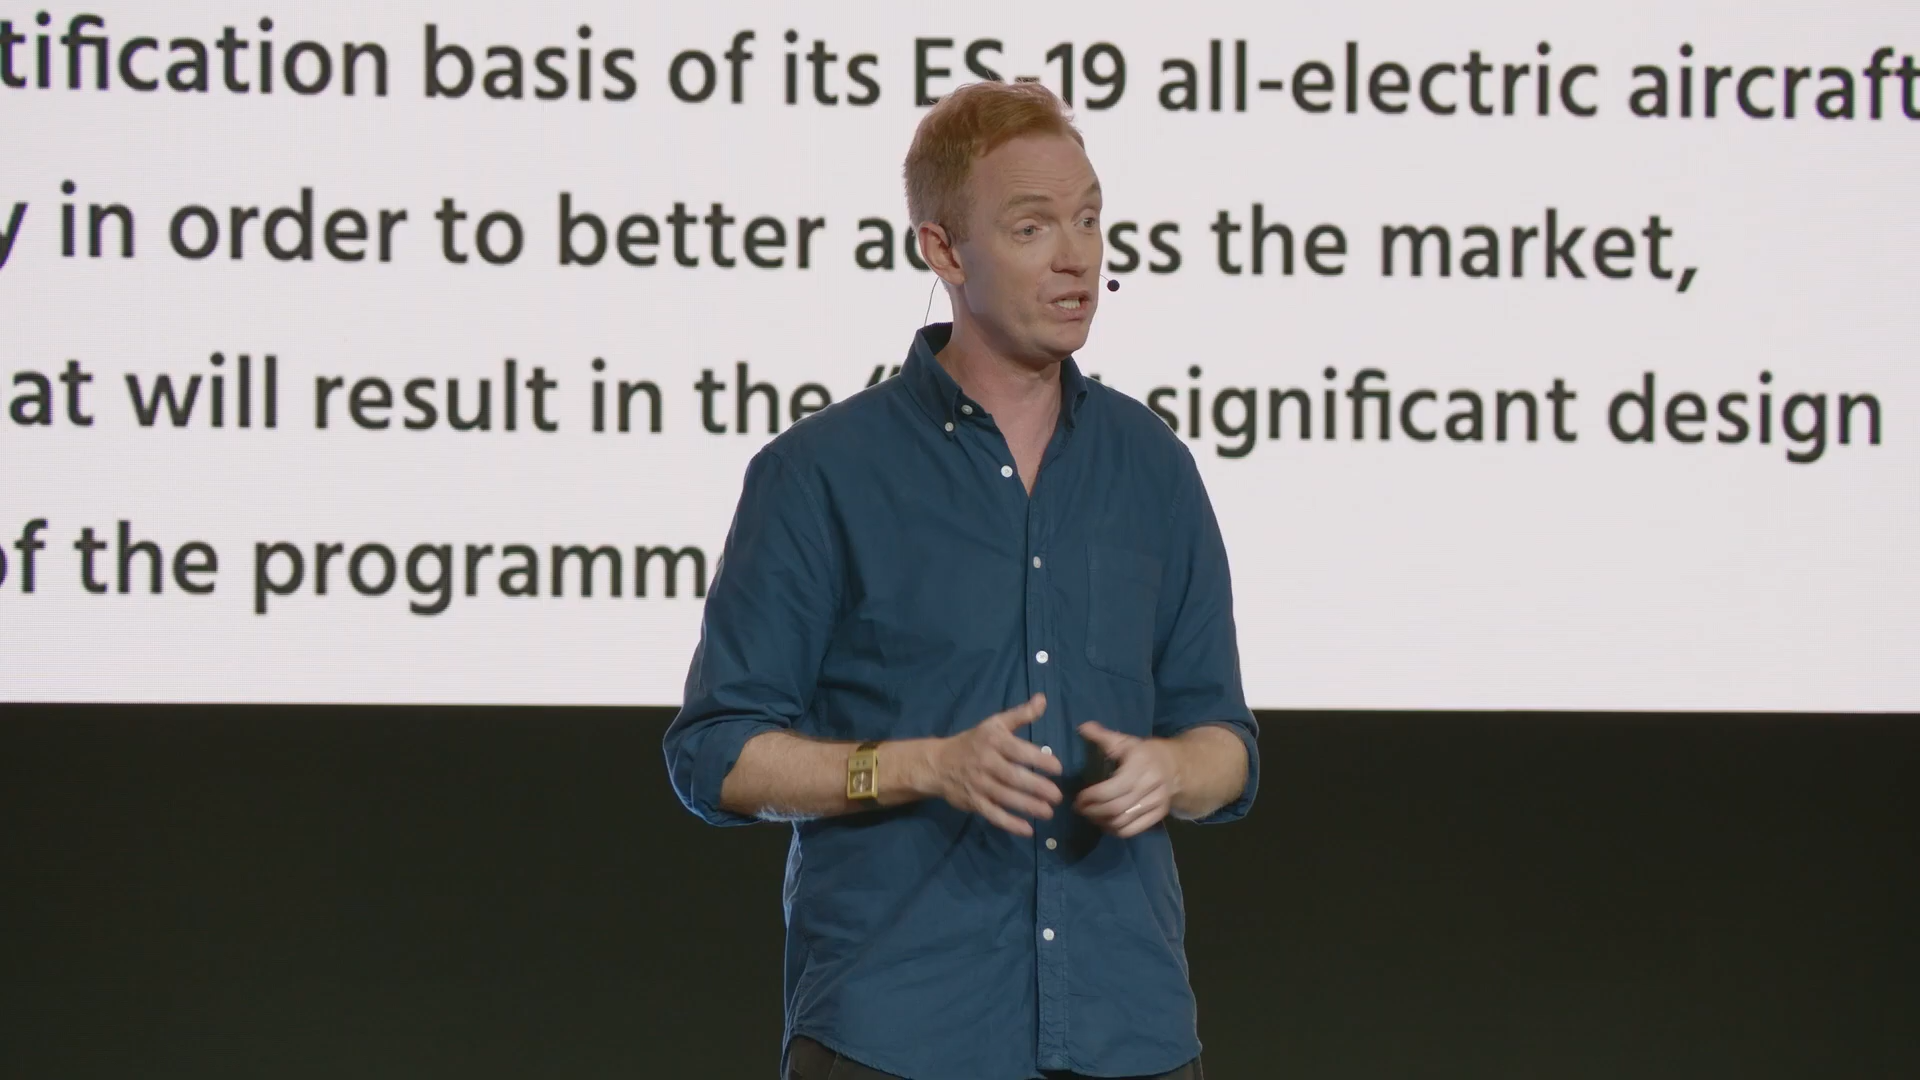 tification basis of its ES-19 all-electric aircraft
y in order to better ss the market,
at will result in the significant design
of the programm